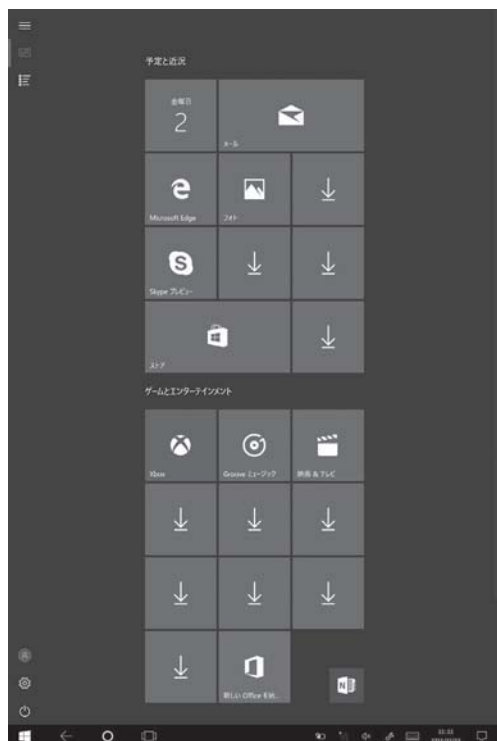 予定と近況
金曜日
2
メール
Microsoft Edge
フォト
Skype プレビュー
ストア
ゲームとエンターテインメント
Xbox
Groove ミュージック
映画 & テレビ
新しい Office を試...